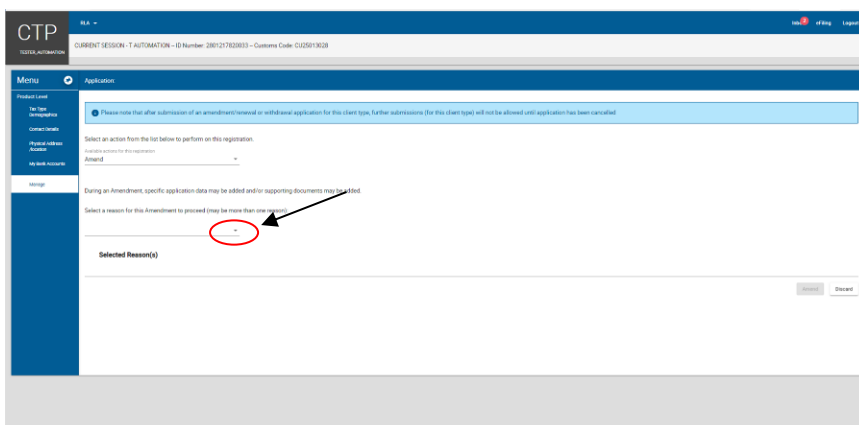 CTP
TESTER_AUTOMATION
RLA
Inbox
eFiling
Logout
CURRENT SESSION - T AUTOMATION – ID Number: 2801217820833 – Customs Code: CU25013028
Menu
Application:
Product Level
Tax Type
Demographics
Contact Details
Physical Address
/location
My Bank Accounts
Manage
Please note that after submission of an amendment/renewal or withdrawal application for this client type, further submissions (for this client type) will not be allowed until application has been cancelled
Select an action from the list below to perform on this registration.
Available actions for this registration
Amend
During an Amendment, specific application data may be added and/or supporting documents may be added.
Select a reason for this Amendment to proceed (may be more than one reason)
Selected Reason(s)
Discard